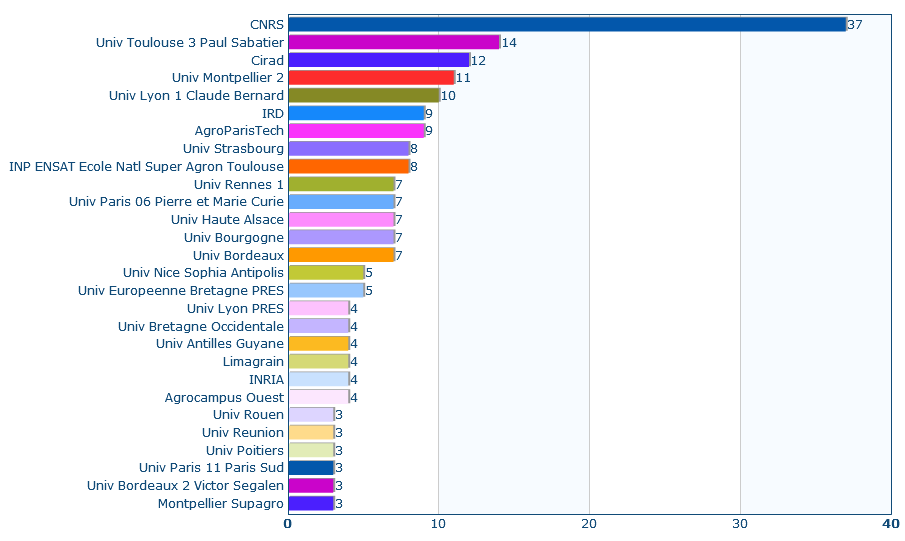 CNRS 37
Univ Toulouse 3 Paul Sabatier 14
Cirad 12
Univ Montpellier 2 11
Univ Lyon 1 Claude Bernard 10
IRD 9
AgroParisTech 9
Univ Strasbourg 8
INP ENSAT Ecole Natl Super Agron Toulouse 8
Univ Rennes 1 7
Univ Paris 06 Pierre et Marie Curie 7
Univ Haute Alsace 7
Univ Bourgogne 7
Univ Bordeaux 7
Univ Nice Sophia Antipolis 5
Univ Europeenne Bretagne PRES 5
Univ Lyon PRES 4
Univ Bretagne Occidentale 4
Univ Antilles Guyane 4
Limagrain 4
INRIA 4
Agrocampus Ouest 4
Univ Rouen 3
Univ Reunion 3
Univ Poitiers 3
Univ Paris 11 Paris Sud 3
Univ Bordeaux 2 Victor Segalen 3
Montpellier Supagro 3
0 10 20 30 40